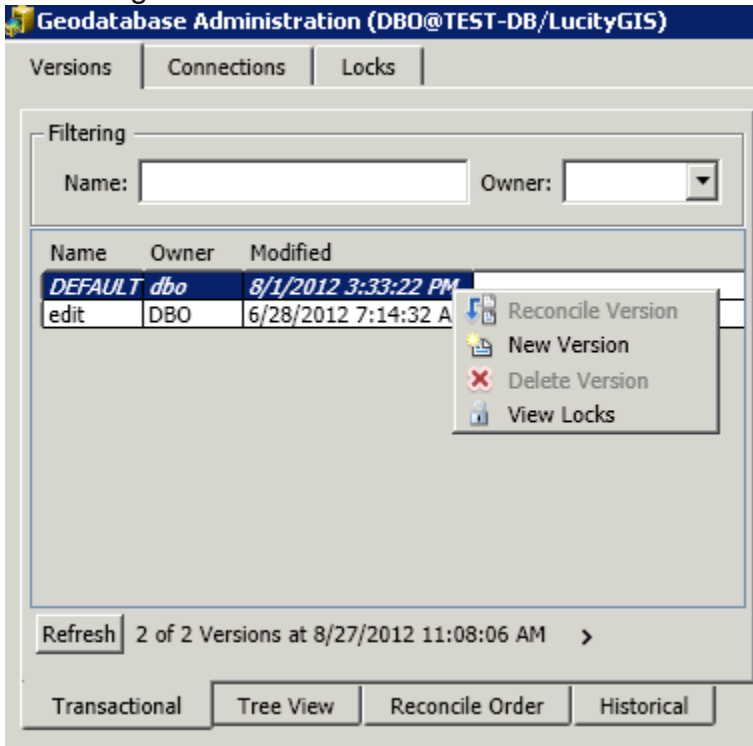 Geodatabase Administration (DBO@TEST-DB/LucityGIS)
Versions Connections Locks
Filtering
Name: Owner:
Name Owner Modified
DEFAULT dbo 8/1/2012 3:33:22 PM
edit DBO 6/28/2012 7:14:32 A
Reconcile Version
New Version
Delete Version
View Locks
Refresh 2 of 2 Versions at 8/27/2012 11:08:06 AM >
Transactional Tree View Reconcile Order Historical